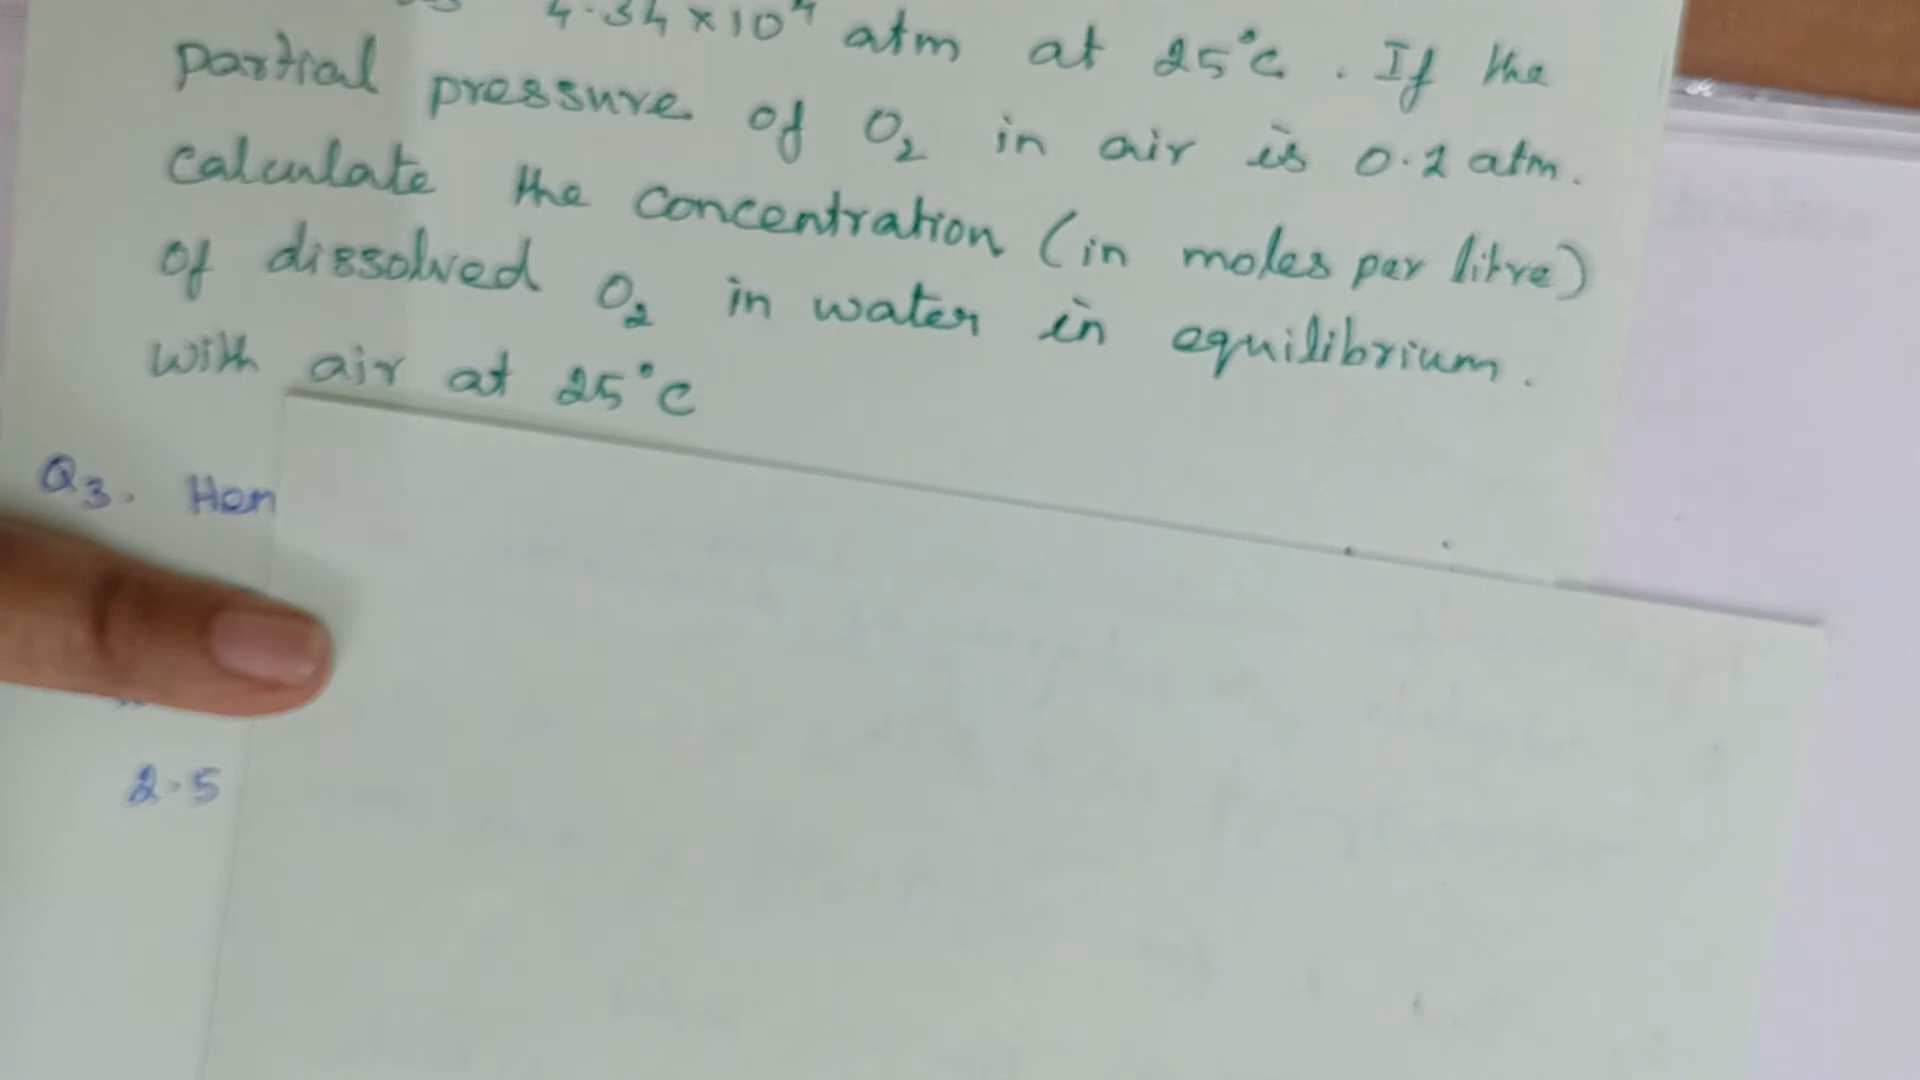 4.34 × 10⁴ atm at 25°C. If the
partial pressure of O₂ in air is 0.2 atm.
calculate the concentration (in moles per litre)
of dissolved O₂ in water in equilibrium.
with air at 25°C
Q3. Hen
2.5